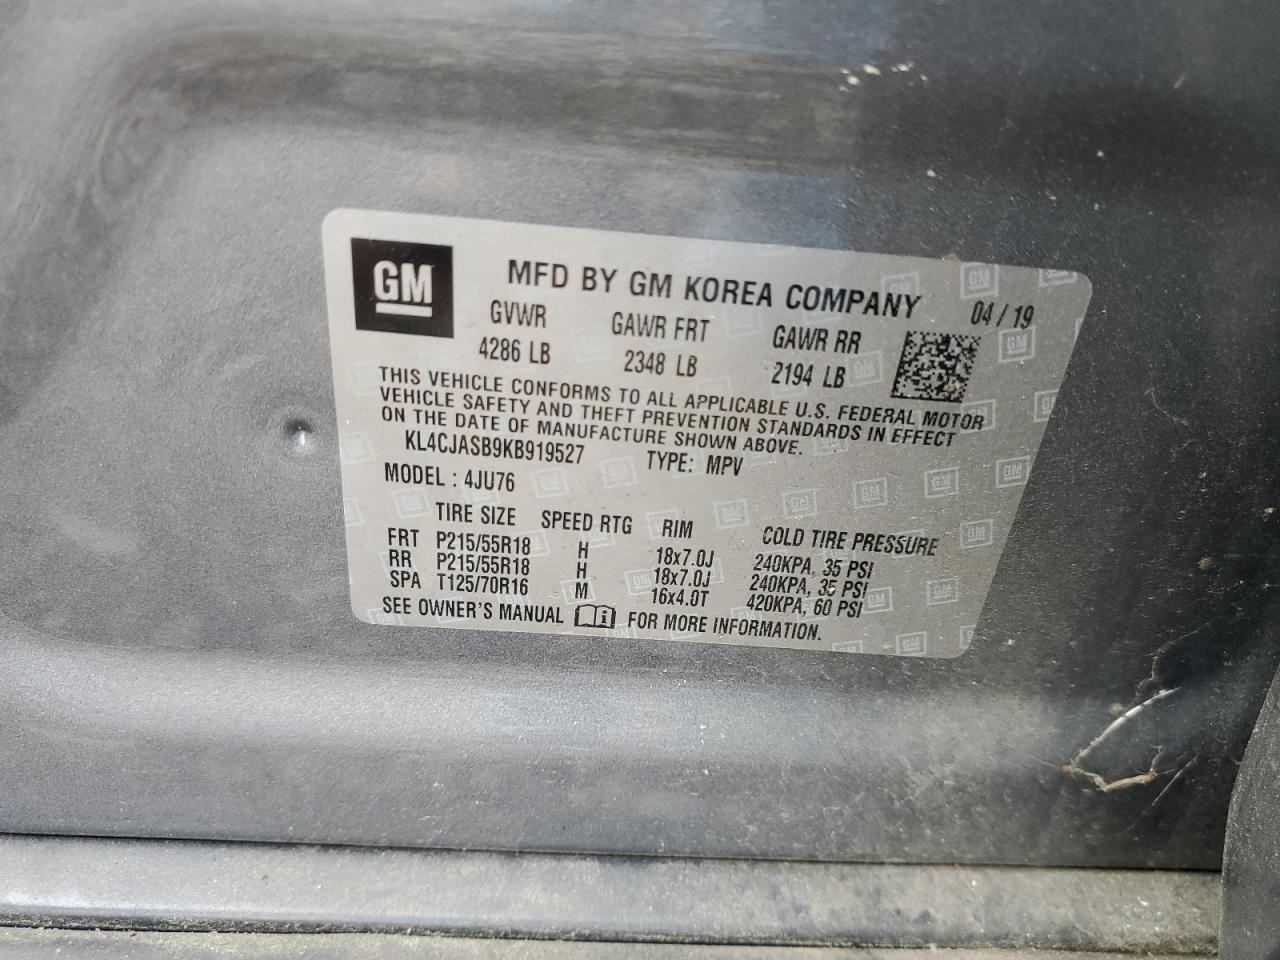 GM
MFD BY GM KOREA COMPANY 04/19
GVWR GAWR FRT GAWR RR
4286 LB 2348 LB 2194 LB
THIS VEHICLE CONFORMS TO ALL APPLICABLE U.S. FEDERAL MOTOR
VEHICLE SAFETY AND THEFT PREVENTION STANDARDS IN EFFECT
ON THE DATE OF MANUFACTURE SHOWN ABOVE.
KL4CJASB9KB919527 TYPE: MPV
MODEL : 4JU76
TIRE SIZE SPEED RTG RIM COLD TIRE PRESSURE
FRT P215/55R18 H 18x7.0J 240KPA, 35 PSI
RR P215/55R18 H 18x7.0J 240KPA, 35 PSI
SPA T125/70R16 M 16x4.0T 420KPA, 60 PSI
SEE OWNER'S MANUAL FOR MORE INFORMATION.